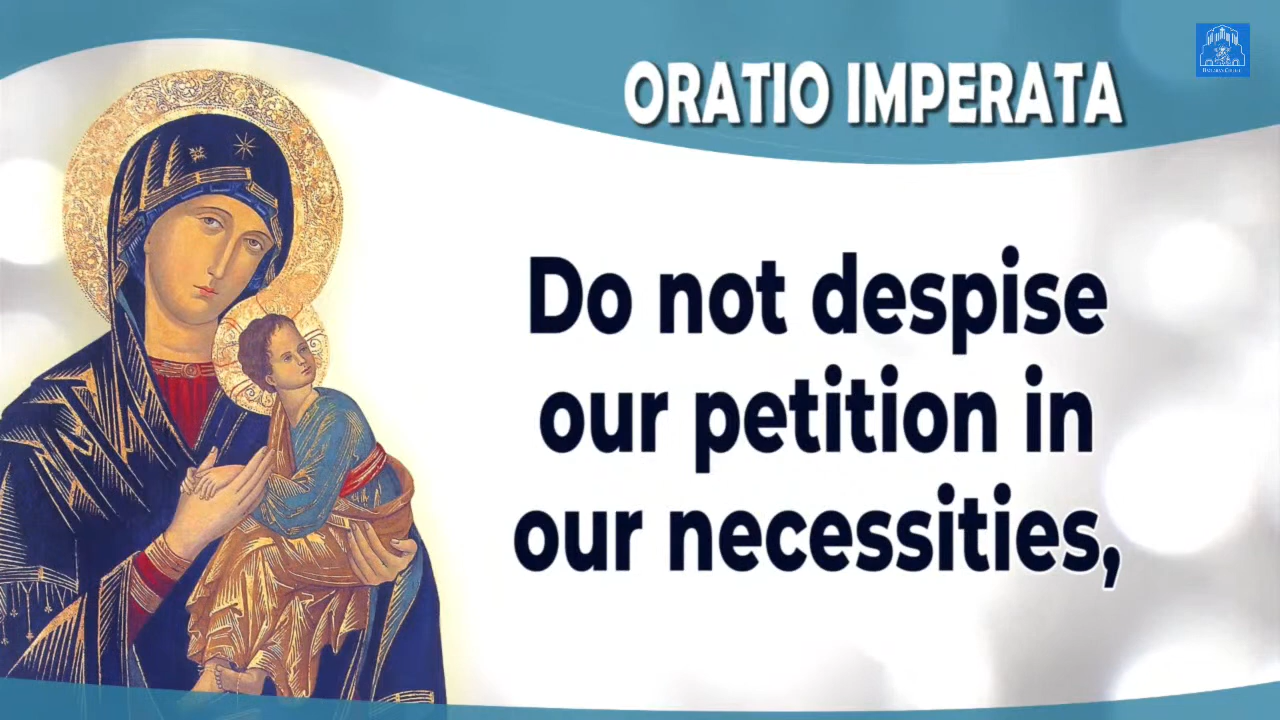 ORATIO IMPERATA
Do not despise
our petition in
our necessities,